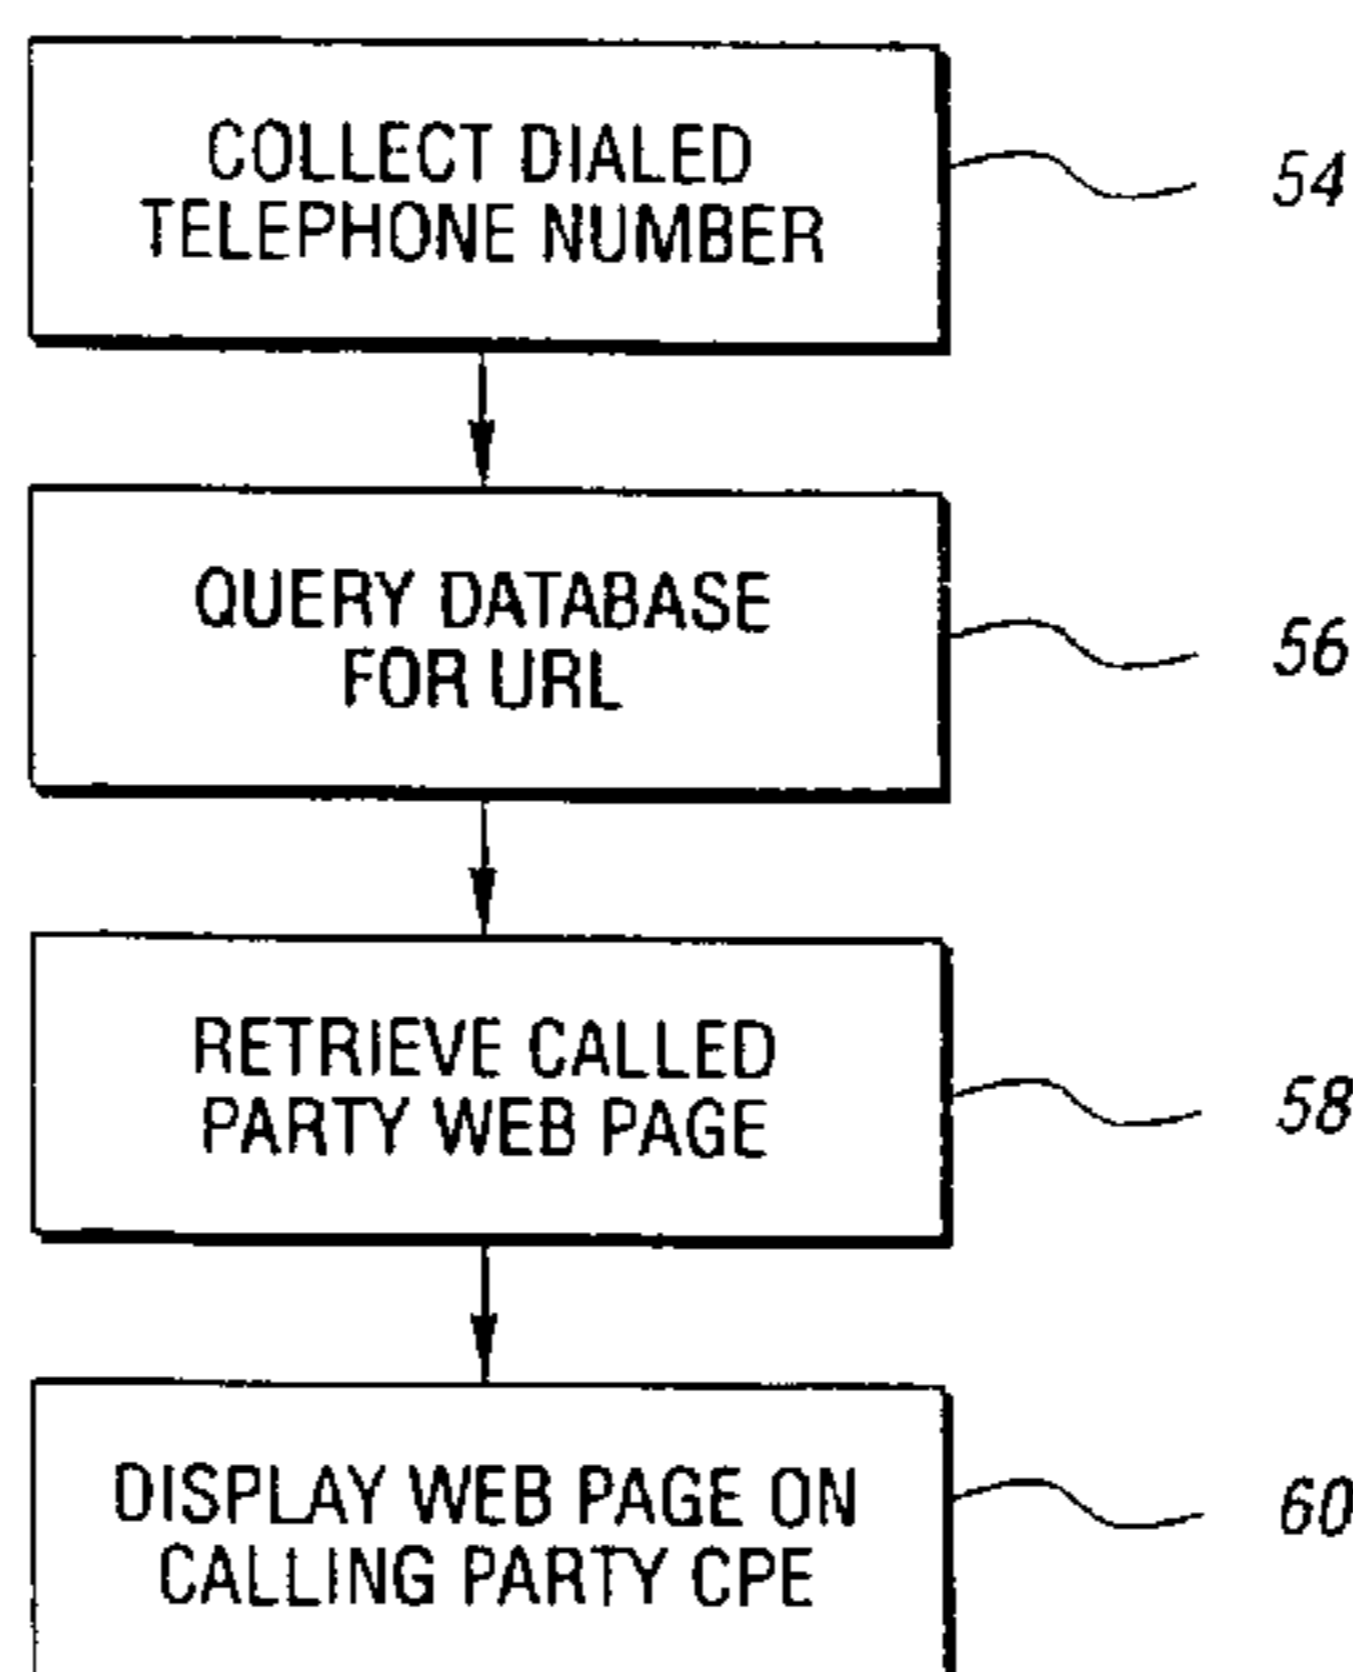 COLLECT DIALED
TELEPHONE NUMBER
54
QUERY DATABASE
FOR URL
56
RETRIEVE CALLED
PARTY WEB PAGE
58
DISPLAY WEB PAGE ON
CALLING PARTY CPE
60